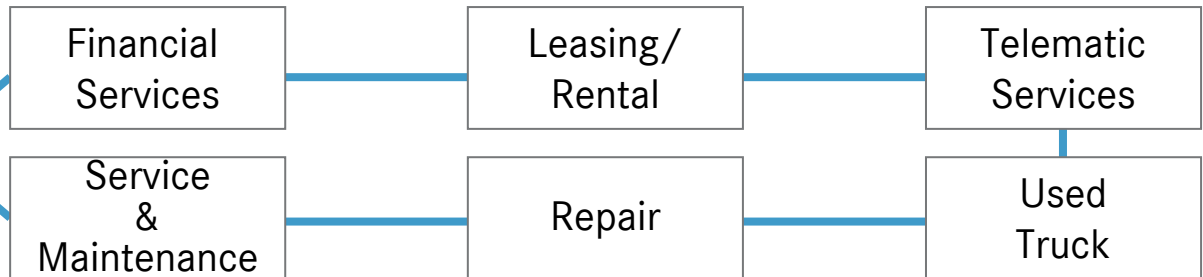 Financial
Services
Leasing/
Rental
Telematic
Services
Service
&
Maintenance
Repair
Used
Truck